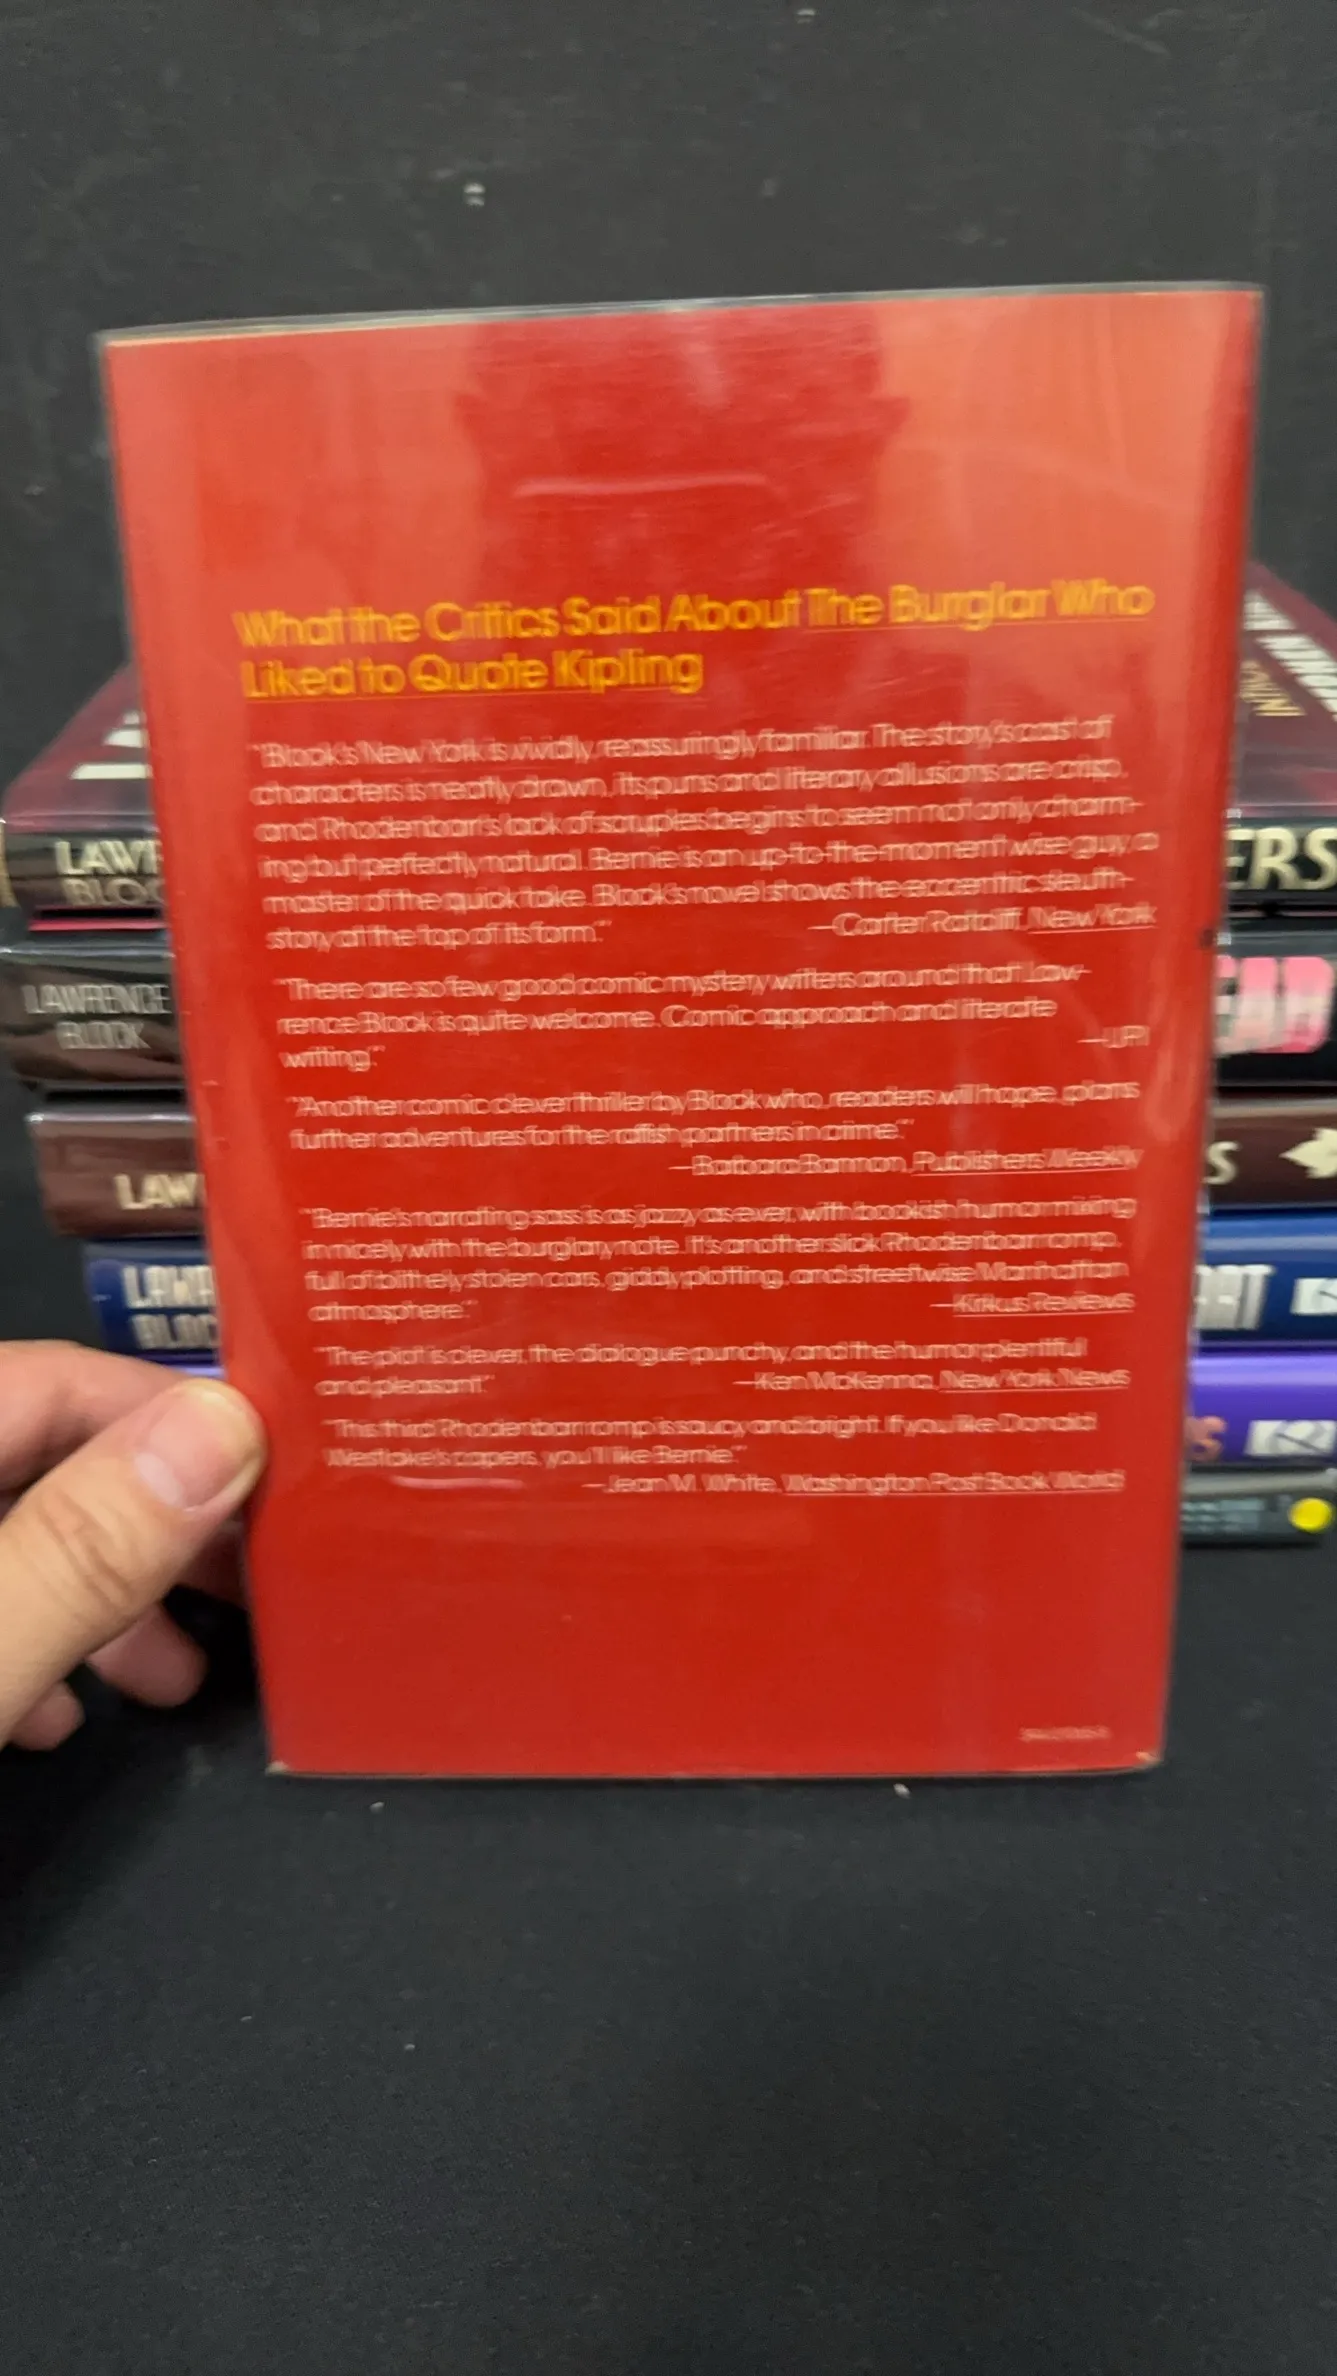 What the Critics Said About The Burglar Who
Liked to Quote Kipling
"Block's New York is vividly, reassuringly familiar. The story's cast of
characters is neatly drawn, its puns and literary allusions are crisp,
and Rhodenbarr's lack of scruples begins to seem not only charm-
ing but perfectly natural. Bernie is an up-to-the-moment wise guy, a
master of the quick take. Block's novel shows the eccentric-sleuth-
story at the top of its form."
—Carter Ratcliff, New York
"There are so few good comic mystery writers around that Law-
rence Block is quite welcome. Comic approach and literate
writing."
—UPI
"Another comic clever thriller by Block who, readers will hope, plans
further adventures for the raffish partners in crime."
—Barbara Bannon, Publishers Weekly
"Bernie's narrating sass is as jazzy as ever, with bookish humor mixing
in nicely with the burglary note. It's another slick Rhodenbarr romp,
full of blithely stolen cars, giddy plotting, and streetwise Manhattan
atmosphere."
—Kirkus Reviews
"The plot is clever, the dialogue punchy, and the humor plentiful
and pleasant."
—Ken McKenna, New York News
"This third Rhodenbarr romp is saucy and bright. If you like Donald
Westlake's capers, you'll like Bernie."
—Jean M. White, Washington Post Book World
LAWR
BLOC
ERS
LAWRENCE
BLOCK
LAW
S
LAWR
BLOC
ART